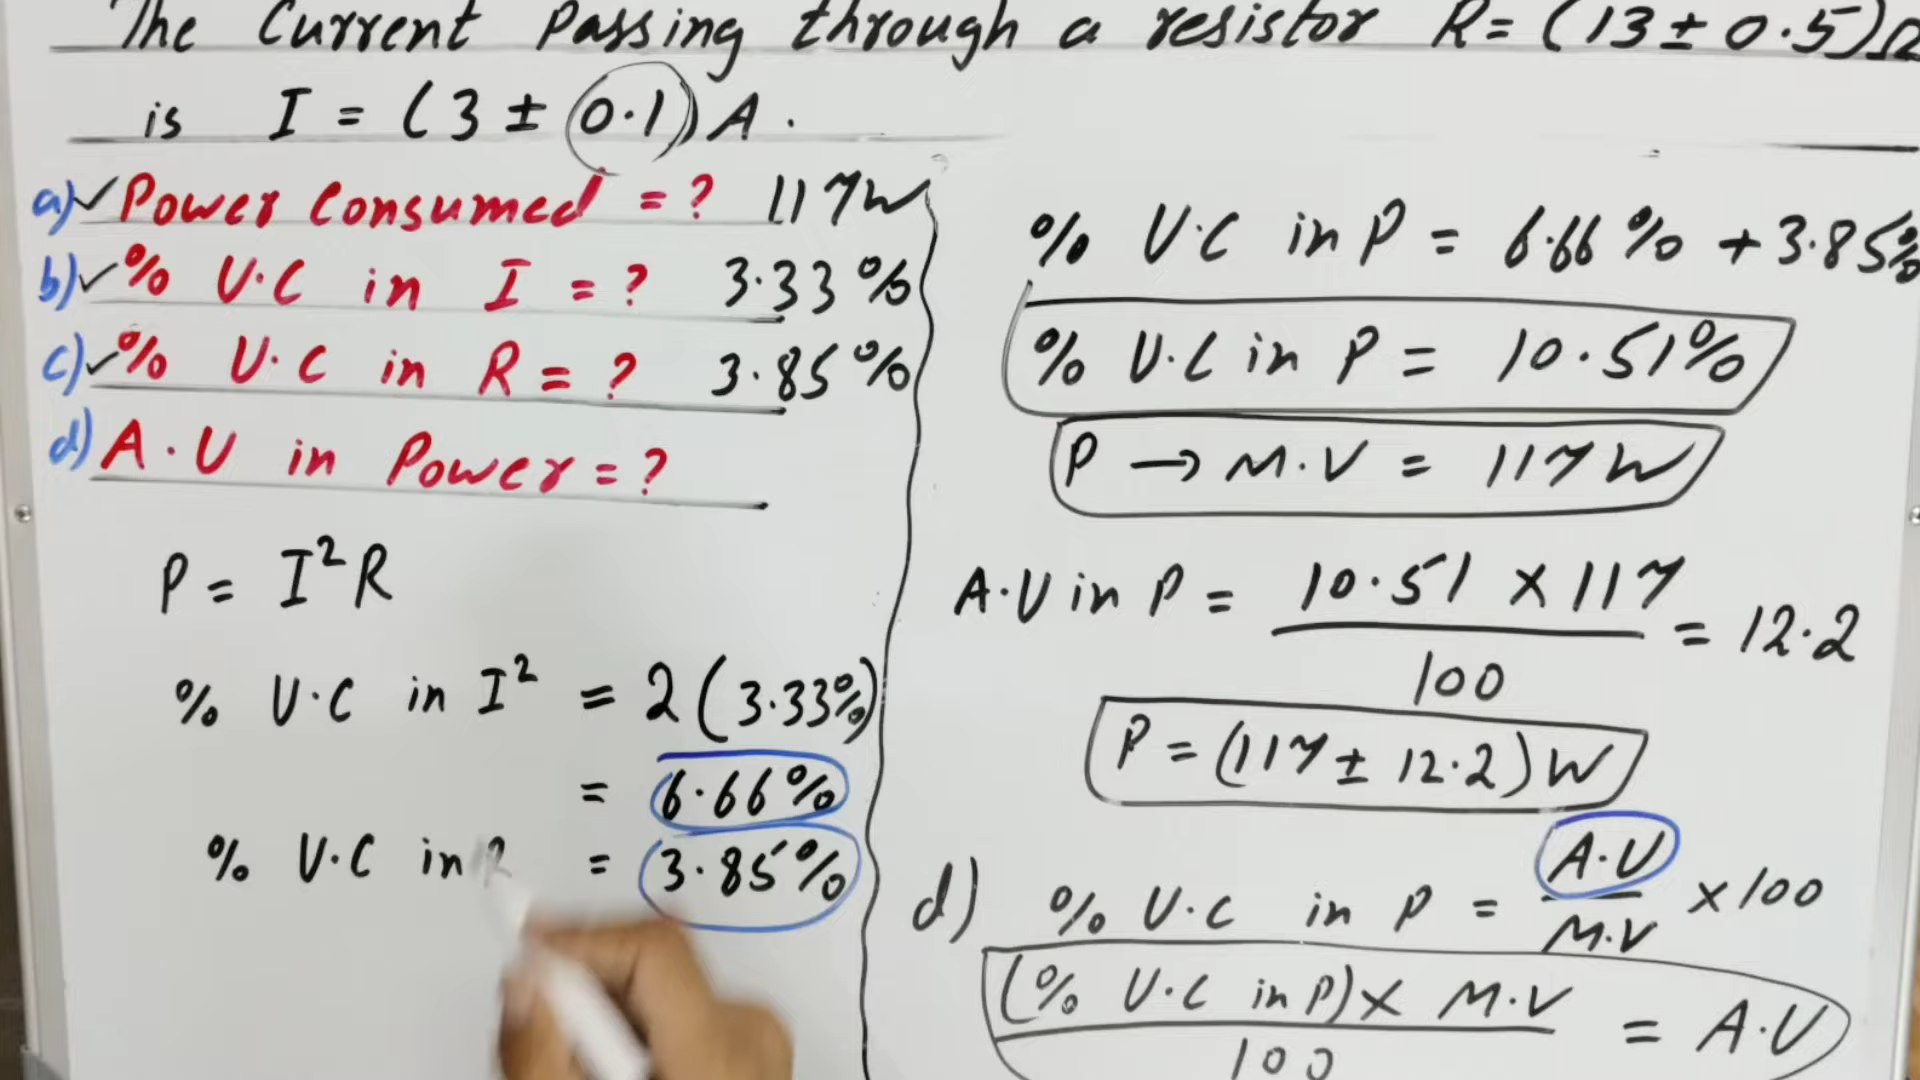 The Current Passing through a resistor R = (13 ± 0.5)Ω
is I = (3 ± 0.1)A.
a) ✓ Power Consumed = ? 117W
b) ✓ % U.C in I = ? 3.33%
c) ✓ % U.C in R = ? 3.85%
d) A.U in Power = ?
P = I²R
% U.C in I² = 2(3.33%)
= 6.66%
% U.C in R = 3.85%
% U.C in P = 6.66% + 3.85%
% U.C in P = 10.51%
P → M.V = 117W
A.U in P = 10.51 × 117 / 100 = 12.2
P = (117 ± 12.2)W
d) % U.C in P = A.U / M.V × 100
(% U.C in P) × M.V / 100 = A.U